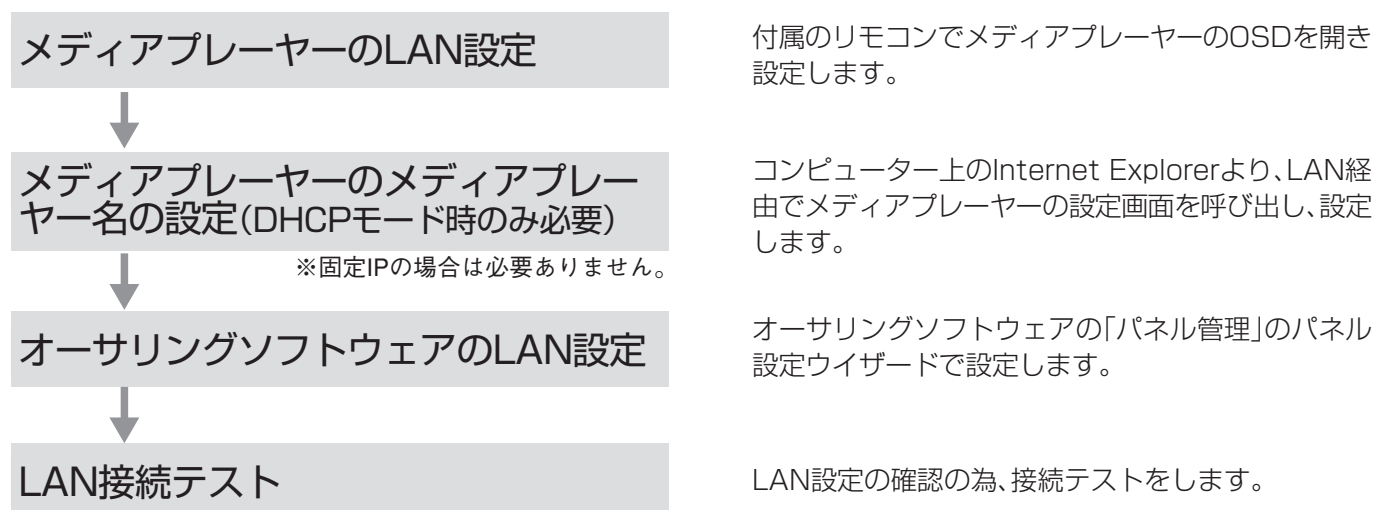 メディアプレーヤーのLAN設定
付属のリモコンでメディアプレーヤーのOSDを開き
設定します。
メディアプレーヤーのメディアプレー
ヤー名の設定(DHCPモード時のみ必要)
※固定IPの場合は必要ありません。
コンピューター上のInternet Explorerより、LAN経
由でメディアプレーヤーの設定画面を呼び出し、設定
します。
オーサリングソフトウェアのLAN設定
オーサリングソフトウェアの「パネル管理」のパネル
設定ウイザードで設定します。
LAN接続テスト
LAN設定の確認の為、接続テストをします。